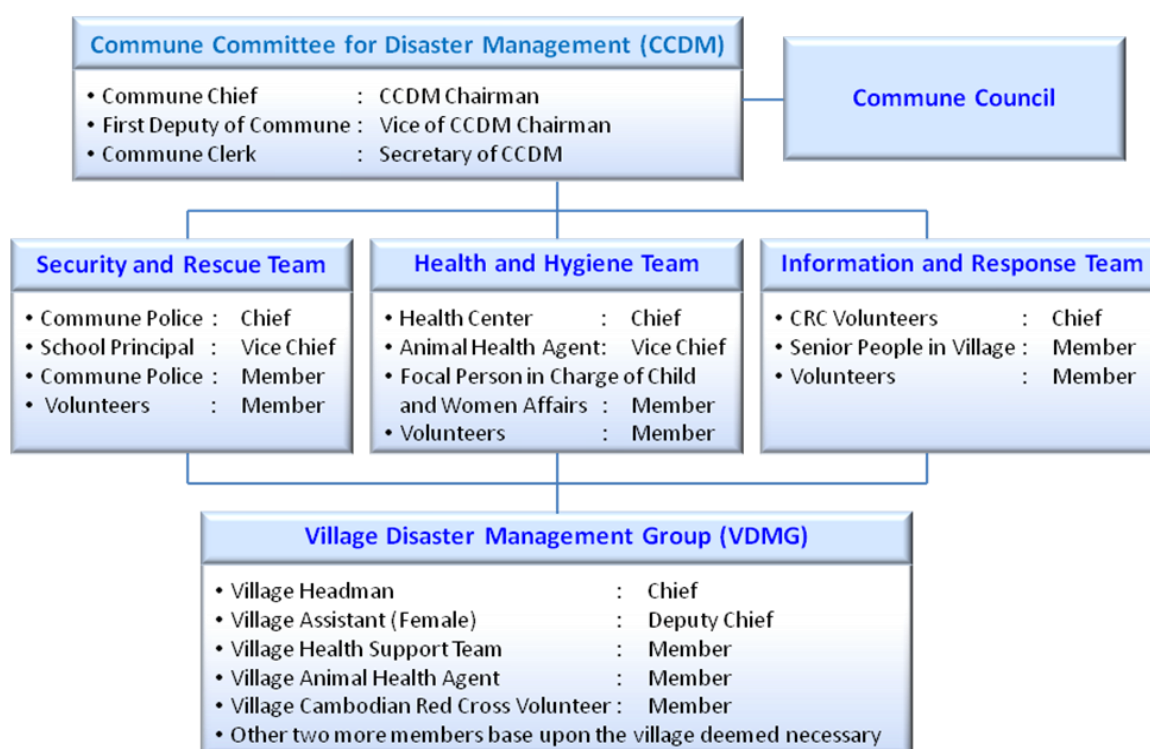 Commune Committee for Disaster Management (CCDM)
• Commune Chief : CCDM Chairman
• First Deputy of Commune : Vice of CCDM Chairman
• Commune Clerk : Secretary of CCDM
Commune Council
Security and Rescue Team
• Commune Police : Chief
• School Principal : Vice Chief
• Commune Police : Member
• Volunteers : Member
Health and Hygiene Team
• Health Center : Chief
• Animal Health Agent: Vice Chief
• Focal Person in Charge of Child
and Women Affairs : Member
• Volunteers : Member
Information and Response Team
• CRC Volunteers : Chief
• Senior People in Village : Member
• Volunteers : Member
Village Disaster Management Group (VDMG)
• Village Headman : Chief
• Village Assistant (Female) : Deputy Chief
• Village Health Support Team : Member
• Village Animal Health Agent : Member
• Village Cambodian Red Cross Volunteer : Member
• Other two more members base upon the village deemed necessary